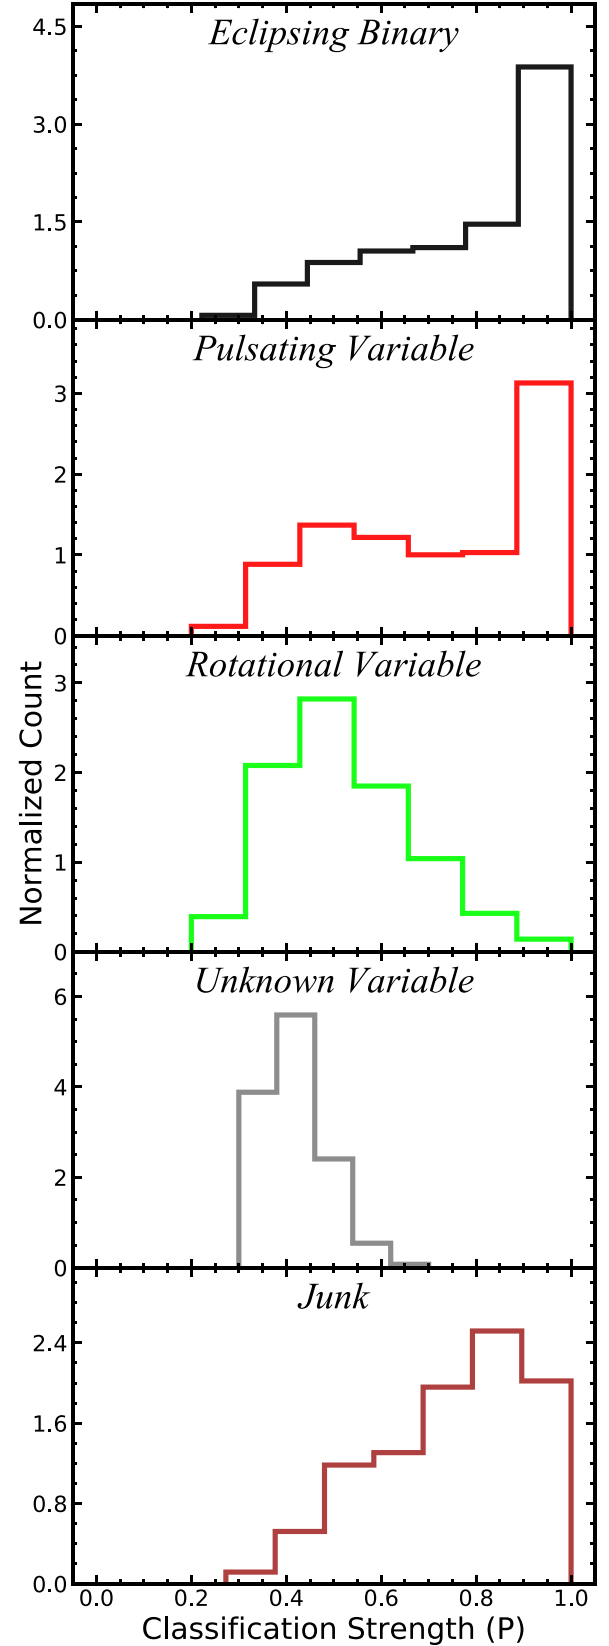 Eclipsing Binary
4.5
3.0
1.5
0.0
Pulsating Variable
3
2
1
0
Rotational Variable
3
2
1
0
Normalized Count
Unknown Variable
6
4
2
0
Junk
2.4
1.6
0.8
0.0
0.0 0.2 0.4 0.6 0.8 1.0
Classification Strength (P)